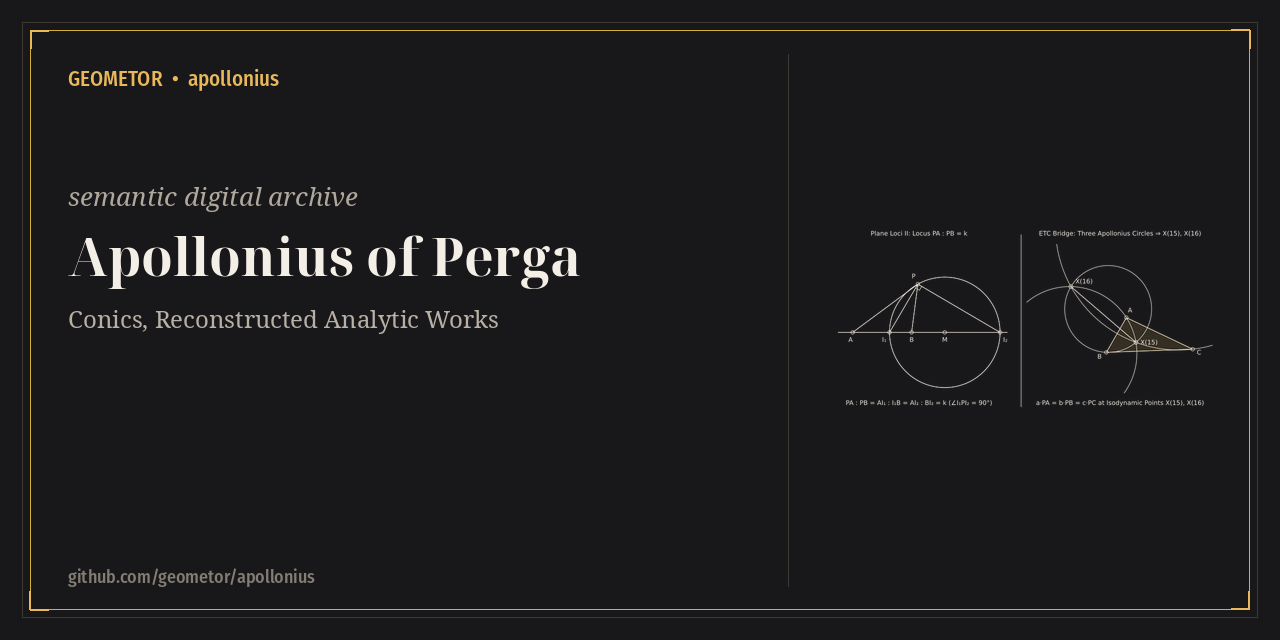 GEOMETOR • apollonius
semantic digital archive
Apollonius of Perga
Conics, Reconstructed Analytic Works
github.com/geometor/apollonius
Plane Loci II: Locus PA : PB = k
P
A
I₁
B
M
I₂
PA : PB = AI₁ : I₁B = AI₂ : BI₂ = k (∠I₁PI₂ = 90°)
ETC Bridge: Three Apollonius Circles ⇒ X(15), X(16)
X(16)
A
X(15)
B
C
a·PA = b·PB = c·PC at Isodynamic Points X(15), X(16)